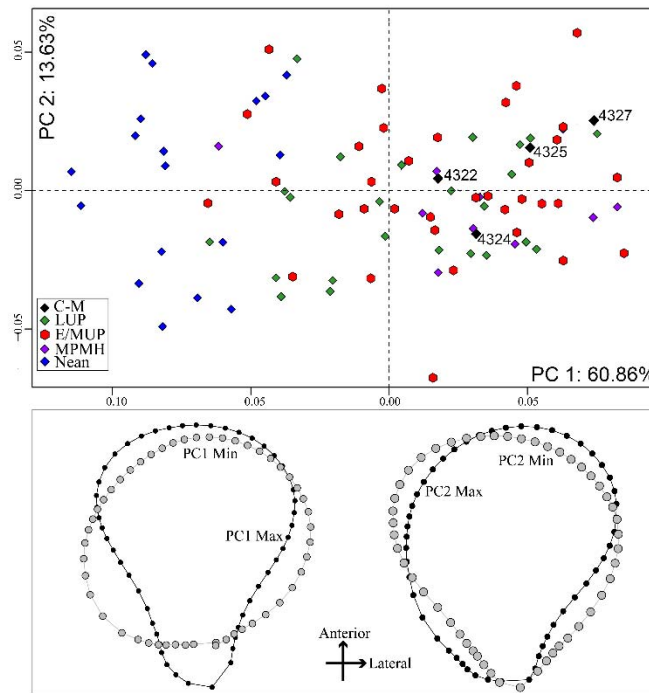 PC 2: 13.63%
0.05
0.00
-0.05
4327
4325
4322
4324
C-M
LUP
E/MUP
MPMH
Nean
PC 1: 60.86%
0.10
0.05
0.00
0.05
PC1 Min
PC1 Max
PC2 Min
PC2 Max
Anterior
Lateral